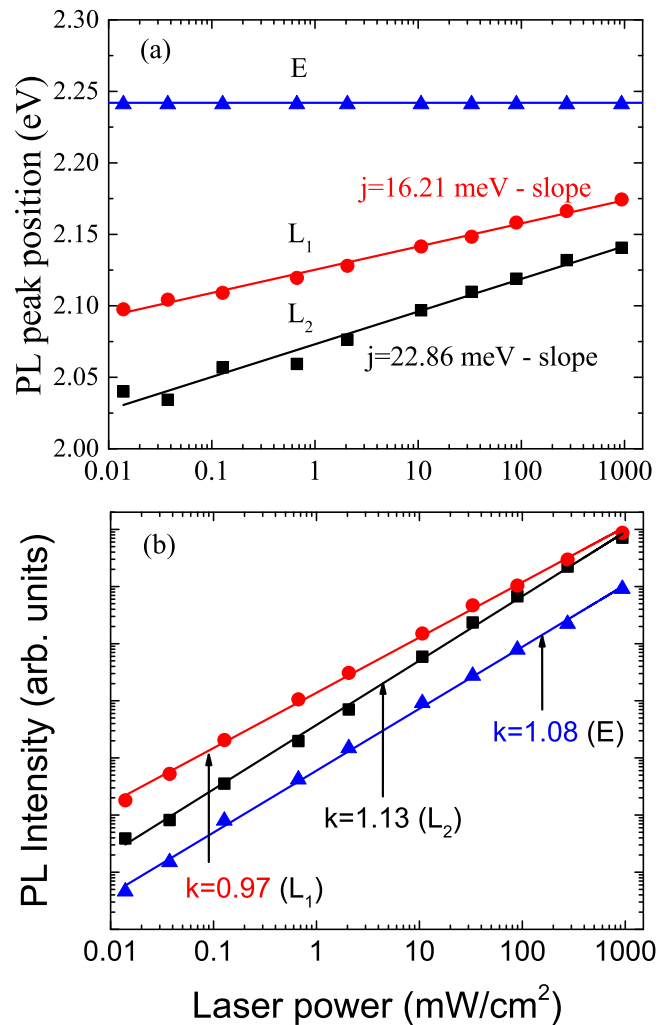 2.30
(a)
E
2.25
PL peak position (eV)
2.20
j=16.21 meV - slope
2.15
L₁
2.10
L₂
j=22.86 meV - slope
2.05
2.00
0.01 0.1 1 10 100 1000
(b)
PL Intensity (arb. units)
k=1.08 (E)
k=1.13 (L₂)
k=0.97 (L₁)
0.01 0.1 1 10 100 1000
Laser power (mW/cm²)